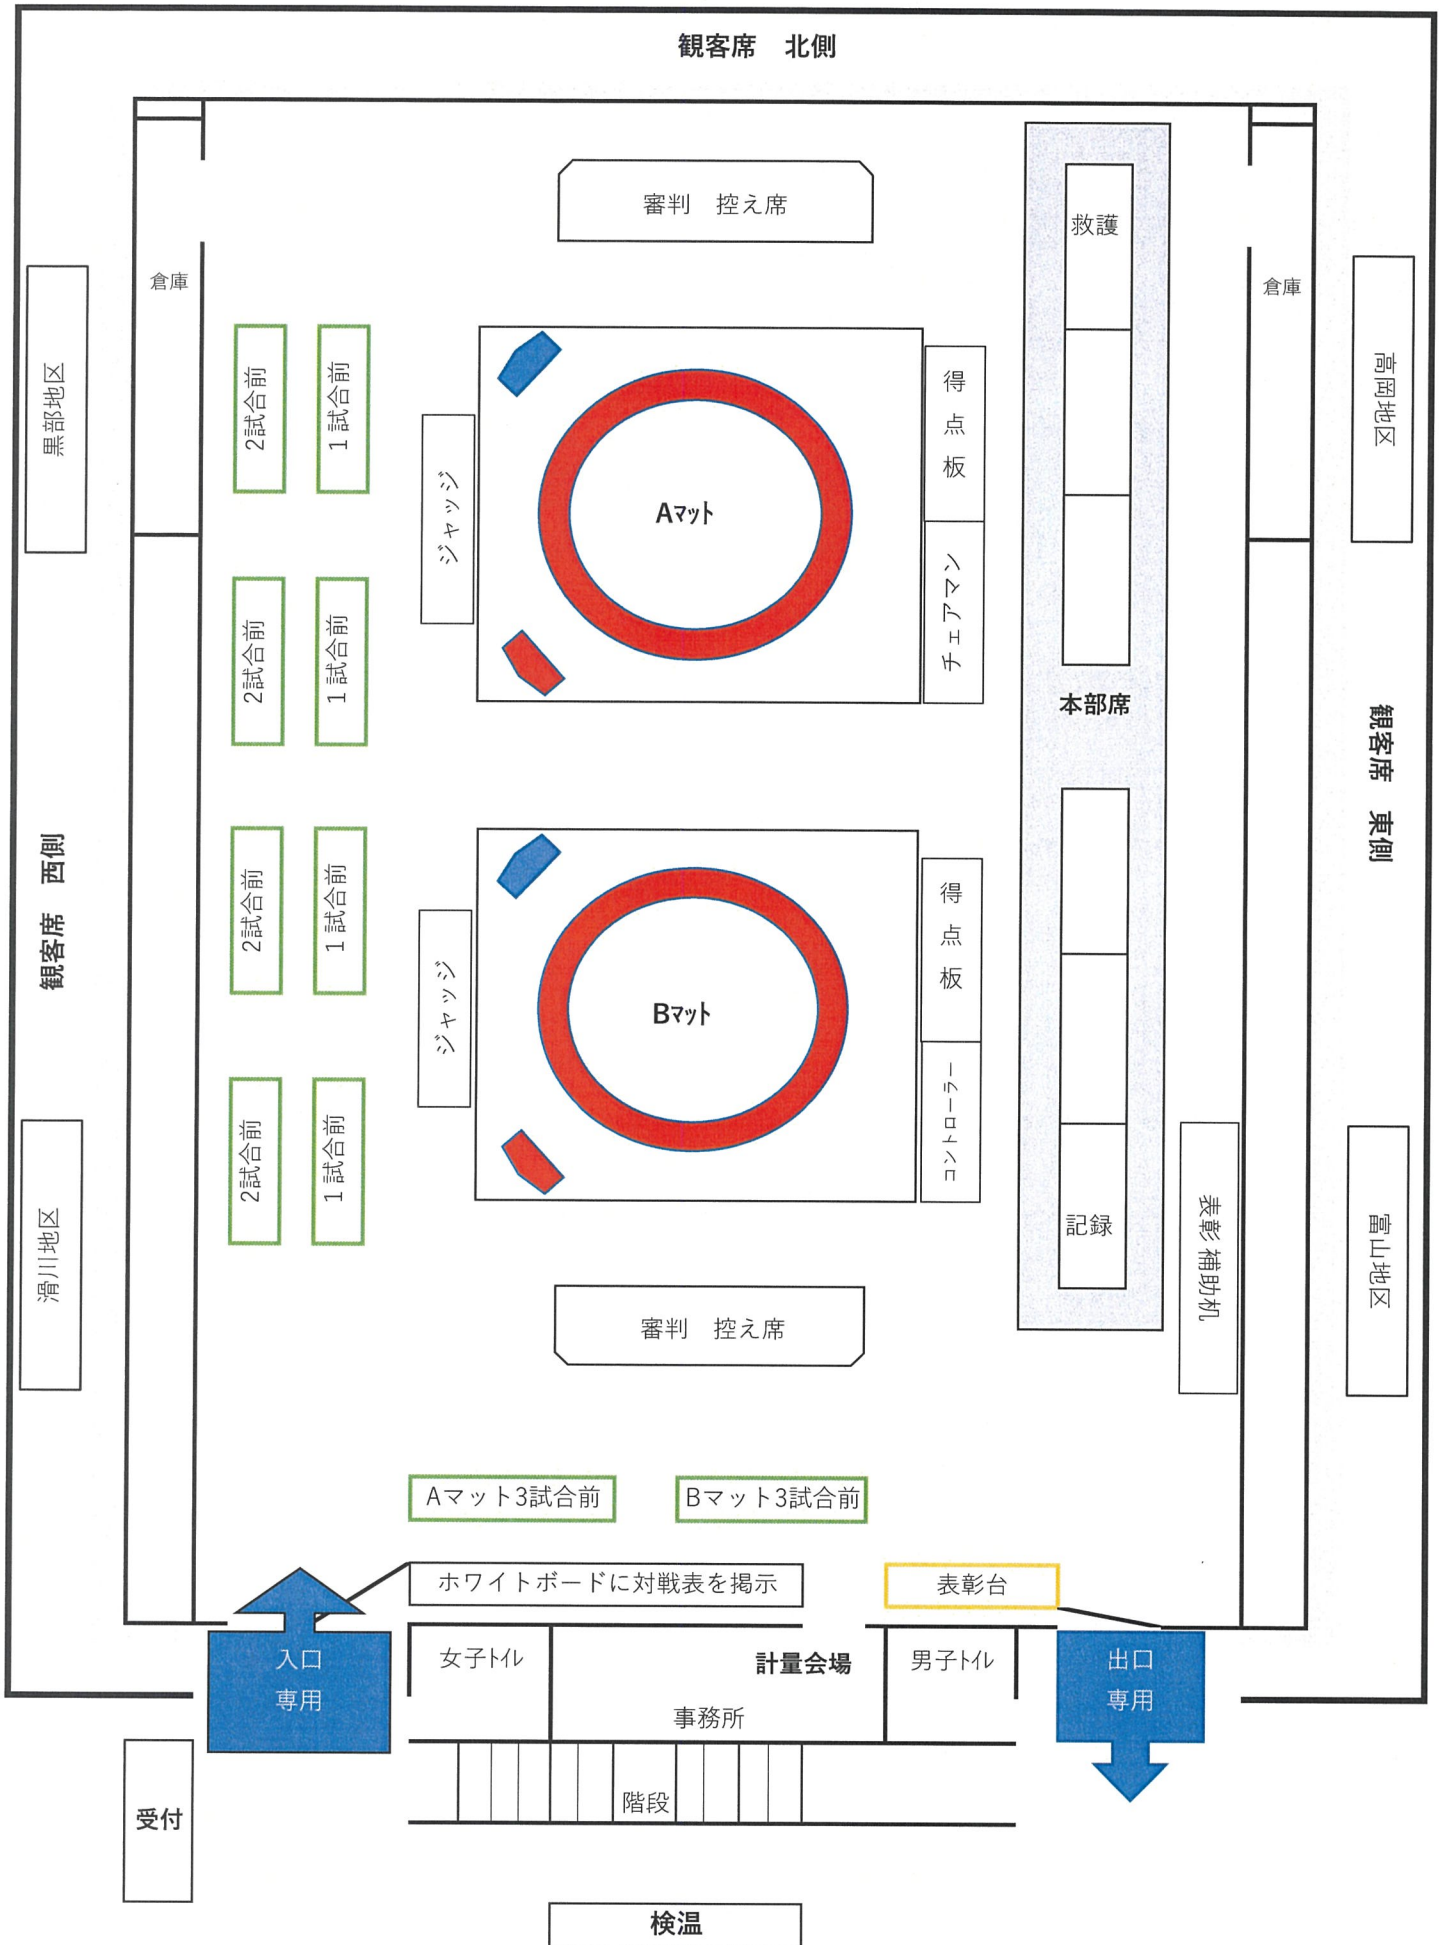 観客席　北側
審判　控え席
救護
倉庫
倉庫
黒部地区
2試合前
1試合前
ジャッジ
Aマット
得点板
チェアマン
高岡地区
2試合前
1試合前
本部席
観客席　東側
観客席　西側
2試合前
1試合前
ジャッジ
Bマット
得点板
コントローラー
滑川地区
2試合前
1試合前
記録
表彰補助机
富山地区
審判　控え席
Aマット3試合前
Bマット3試合前
ホワイトボードに対戦表を掲示
表彰台
入口
専用
女子トイレ
計量会場
男子トイレ
出口
専用
事務所
階段
受付
検温